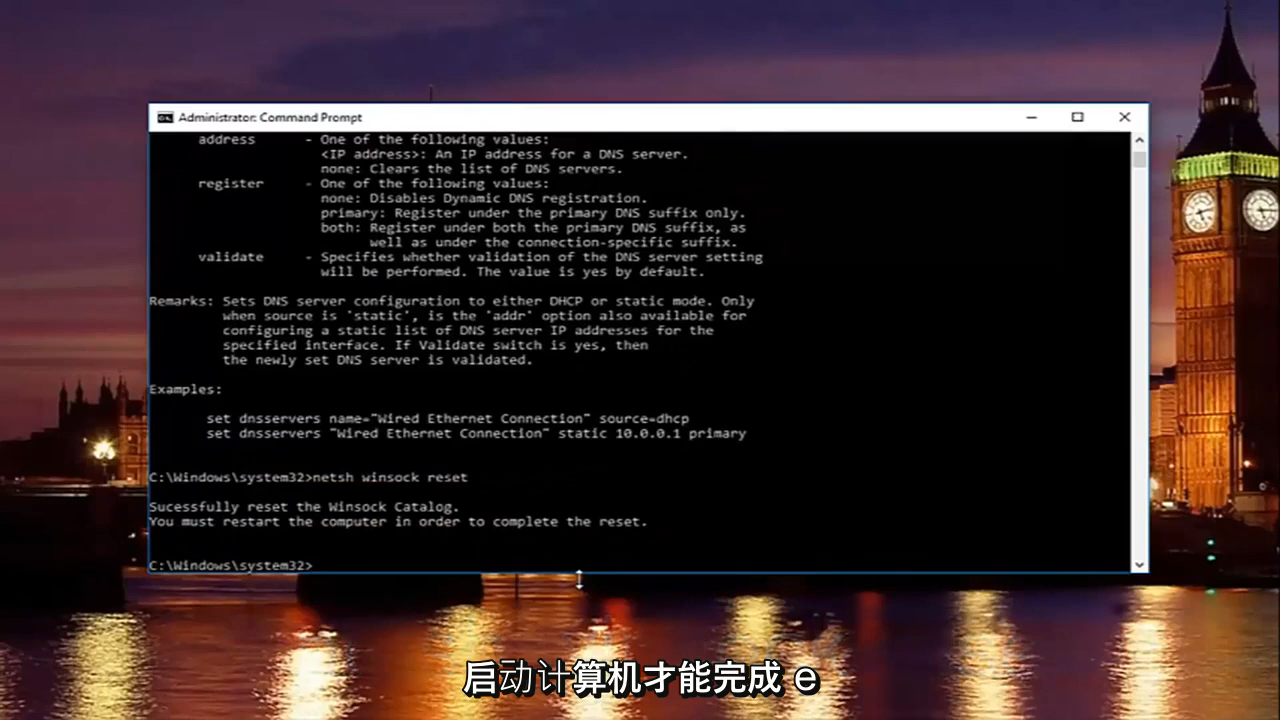 Administrator: Command Prompt
address - One of the following values:
<IP address>: An IP address for a DNS server.
none: Clears the list of DNS servers.
register - One of the following values:
none: Disables Dynamic DNS registration.
primary: Register under the primary DNS suffix only.
both: Register under both the primary DNS suffix, as
well as under the connection-specific suffix.
validate - Specifies whether validation of the DNS server setting
will be performed. The value is yes by default.
Remarks: Sets DNS server configuration to either DHCP or static mode. Only
when source is 'static', is the 'addr' option also available for
configuring a static list of DNS server IP addresses for the
specified interface. If Validate switch is yes, then
the newly set DNS server is validated.
Examples:
set dnsservers name="Wired Ethernet Connection" source=dhcp
set dnsservers "Wired Ethernet Connection" static 10.0.0.1 primary
C:\Windows\system32>netsh winsock reset
Sucessfully reset the Winsock Catalog.
You must restart the computer in order to complete the reset.
C:\Windows\system32>
启动计算机才能完成 e